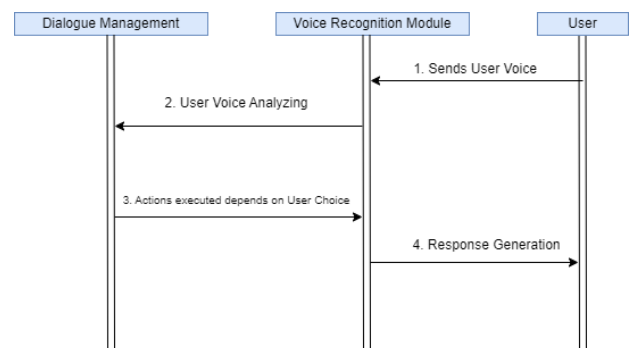 Dialogue Management
Voice Recognition Module
User
1. Sends User Voice
2. User Voice Analyzing
3. Actions executed depends on User Choice
4. Response Generation